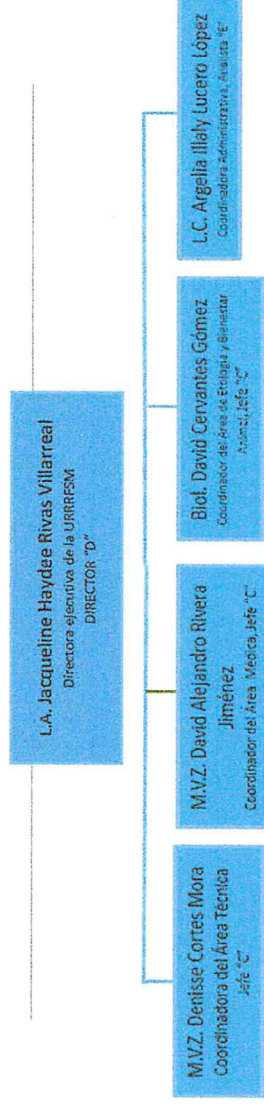 L.A. Jacqueline Haydee Rivas Villarreal
Directora ejecutiva de la URRRFSM
DIRECTOR "D"
M.V.Z. Denisse Cortes Mora
Coordinadora del Área Técnica
Jefe "C"
M.V.Z. David Alejandro Rivera
Jiménez
Coordinador del Área Médica, Jefe "C"
Biol. David Cervantes Gómez
Coordinador del Área de Etología y Bienestar
Animal, Jefe "C"
L.C. Argelia Illaly Lucero López
Coordinadora Administrativa, Analista "E"